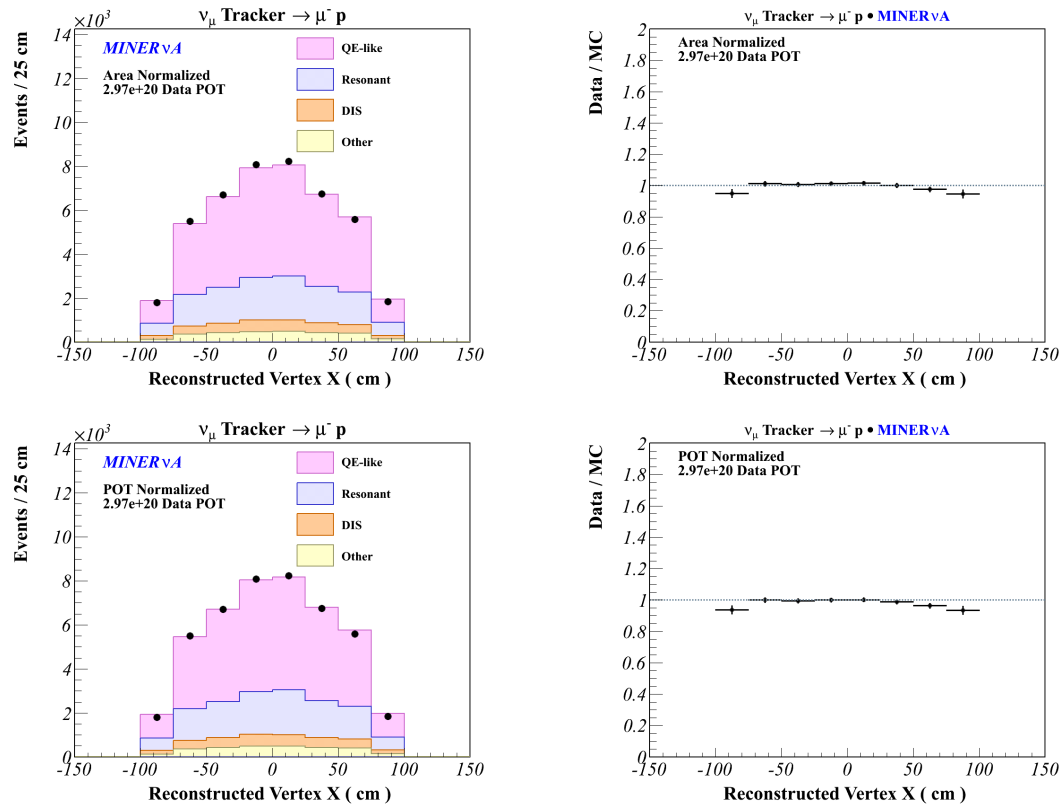 ν_μ Tracker → μ⁻ p
×10³
MINERνA
Area Normalized
2.97e+20 Data POT
QE-like
Resonant
DIS
Other
Events / 25 cm
14
12
10
8
6
4
2
0
-150 -100 -50 0 50 100 150
Reconstructed Vertex X ( cm )
ν_μ Tracker → μ⁻ p • MINERνA
Area Normalized
2.97e+20 Data POT
Data / MC
2
1.8
1.6
1.4
1.2
1
0.8
0.6
0.4
0.2
0
-150 -100 -50 0 50 100 150
Reconstructed Vertex X ( cm )
ν_μ Tracker → μ⁻ p
×10³
MINERνA
POT Normalized
2.97e+20 Data POT
QE-like
Resonant
DIS
Other
Events / 25 cm
14
12
10
8
6
4
2
0
-150 -100 -50 0 50 100 150
Reconstructed Vertex X ( cm )
ν_μ Tracker → μ⁻ p • MINERνA
POT Normalized
2.97e+20 Data POT
Data / MC
2
1.8
1.6
1.4
1.2
1
0.8
0.6
0.4
0.2
0
-150 -100 -50 0 50 100 150
Reconstructed Vertex X ( cm )